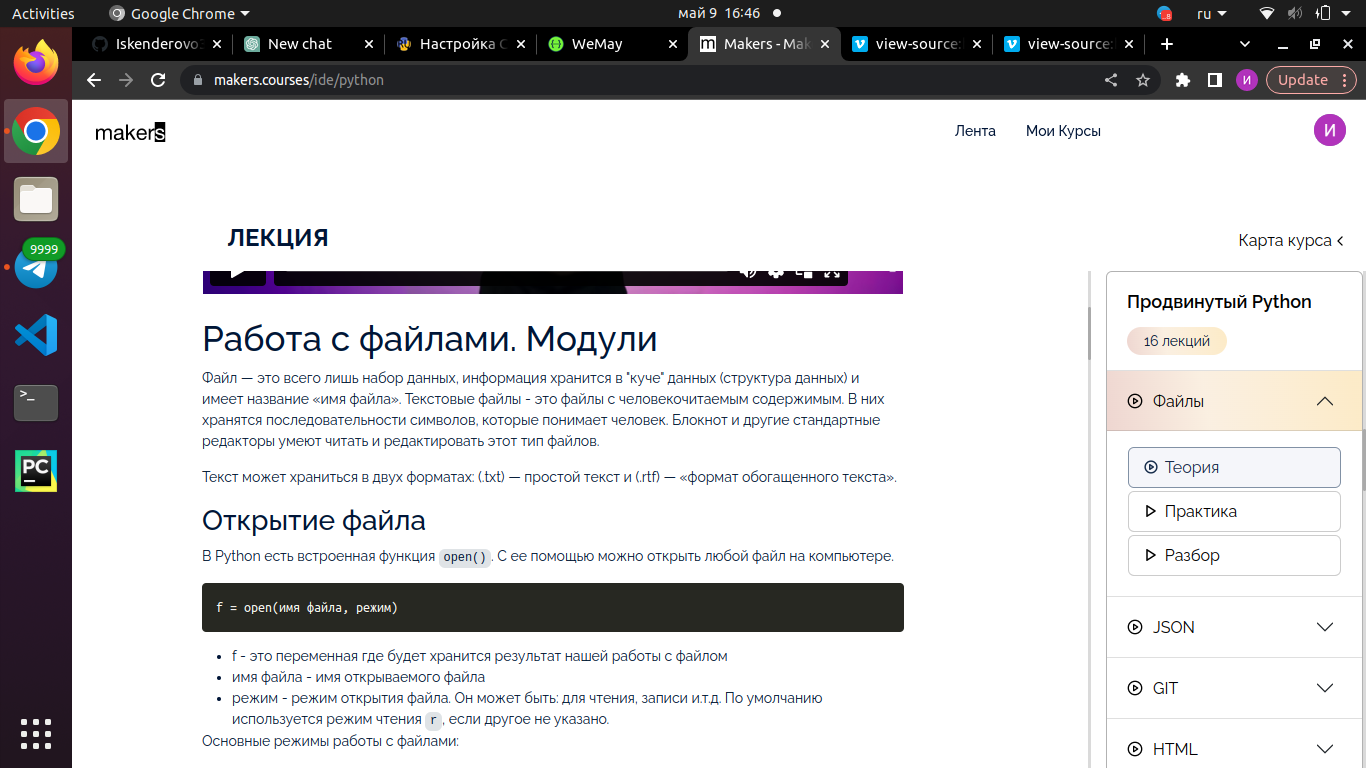 Activities
Google Chrome
май 9 16:46
ru
Iskenderovo
New chat
Настройка С
WeMay
Makers - Mak
view-source:
view-source:
makers.courses/ide/python
И
Update
makers
Лента
Мои Курсы
И
ЛЕКЦИЯ
Карта курса
9999
Работа с файлами. Модули
Файл — это всего лишь набор данных, информация хранится в "куче" данных (структура данных) и
имеет название «имя файла». Текстовые файлы - это файлы с человекочитаемым содержимым. В них
хранятся последовательности символов, которые понимает человек. Блокнот и другие стандартные
редакторы умеют читать и редактировать этот тип файлов.
Текст может храниться в двух форматах: (.txt) — простой текст и (.rtf) — «формат обогащенного текста».
Открытие файла
В Python есть встроенная функция open(). С ее помощью можно открыть любой файл на компьютере.
f = open(имя файла, режим)
f - это переменная где будет хранится результат нашей работы с файлом
имя файла - имя открываемого файла
режим - режим открытия файла. Он может быть: для чтения, записи и.т.д. По умолчанию
используется режим чтения r, если другое не указано.
Основные режимы работы с файлами:
Продвинутый Python
16 лекций
Файлы
Теория
Практика
Разбор
JSON
GIT
HTML
>_
PC